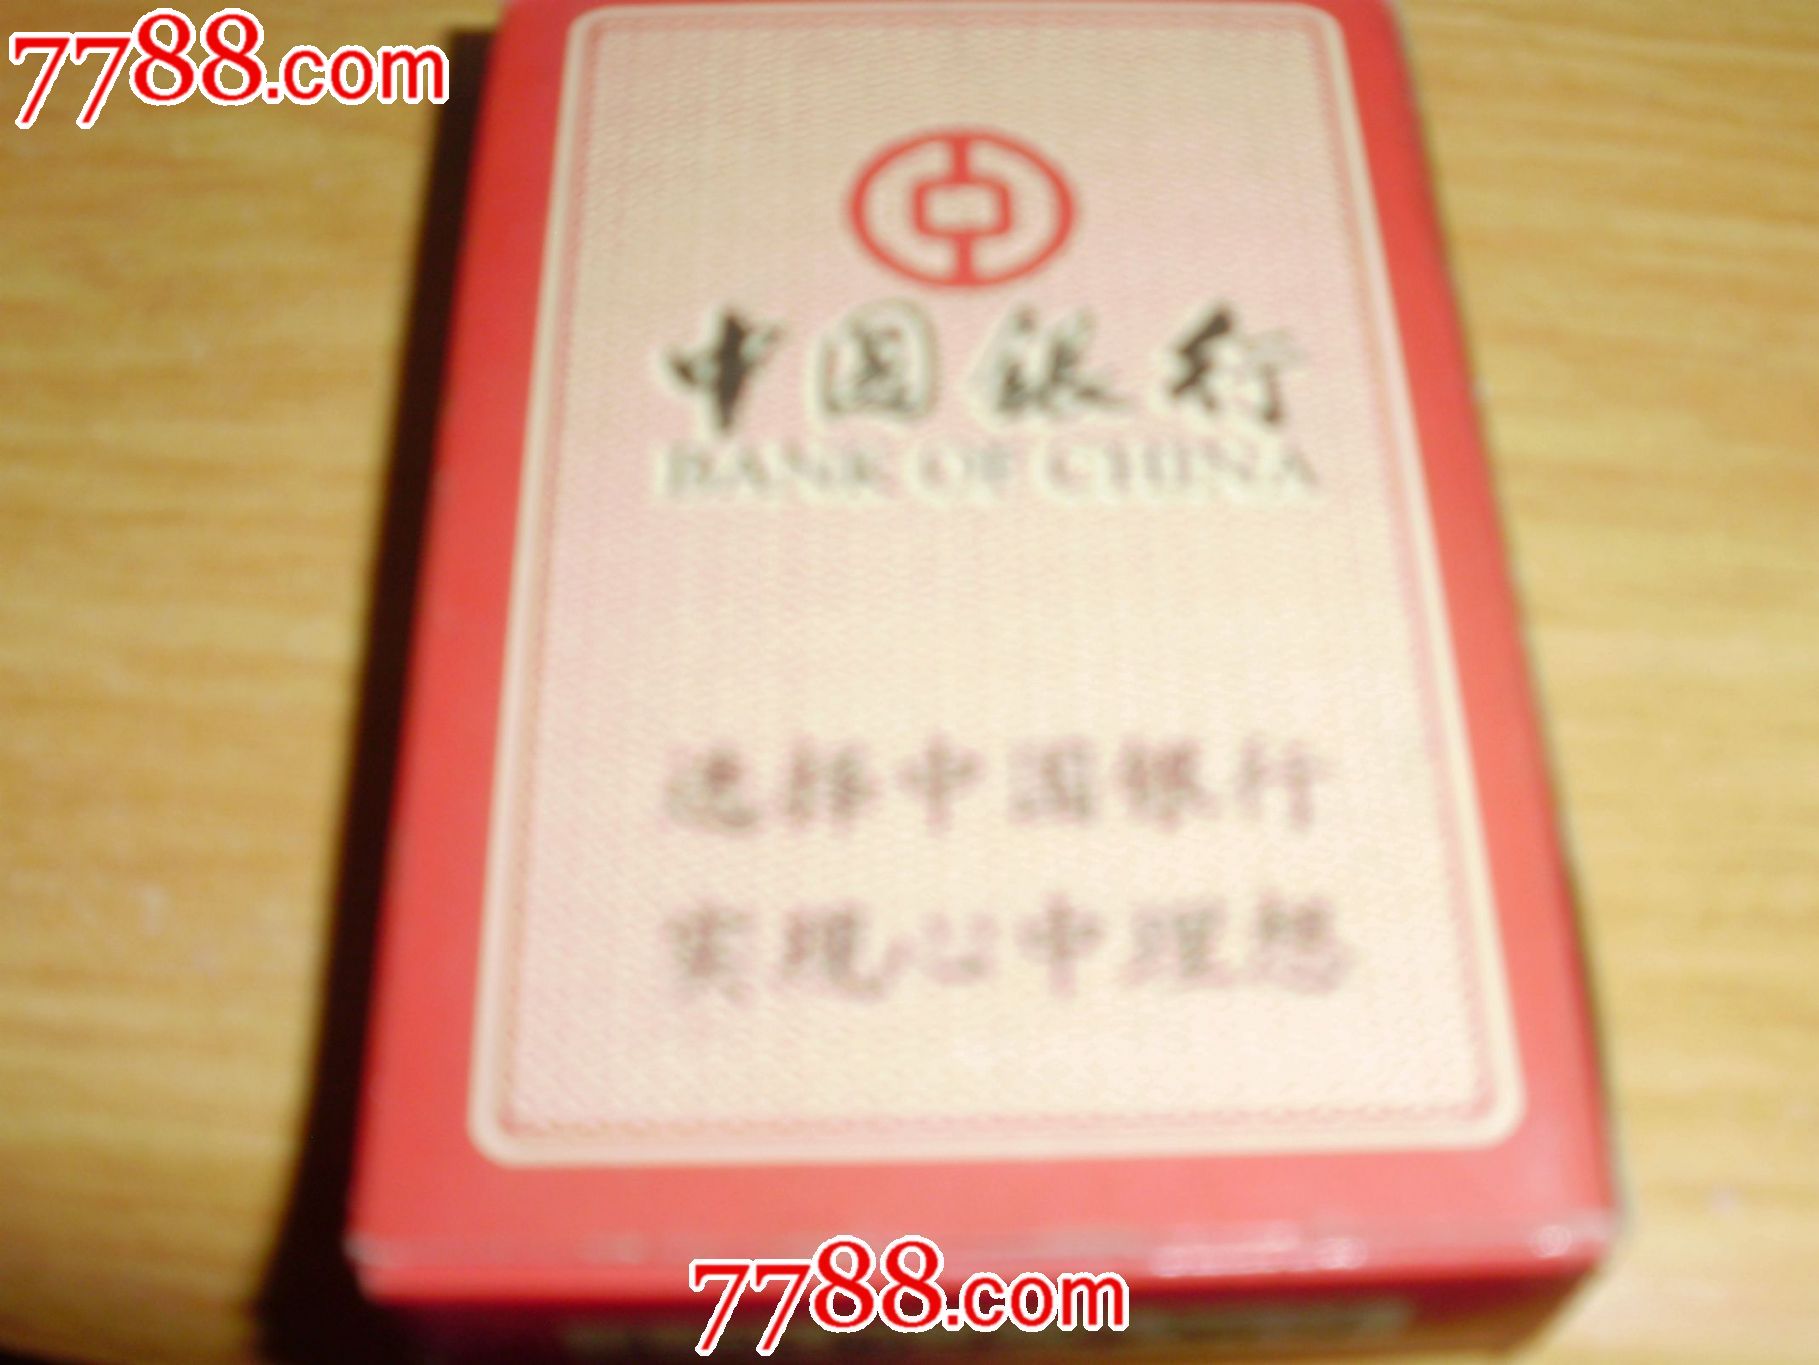 7788.com
中国银行
BANK OF CHINA
选择中国银行
实现心中理想
7788.com